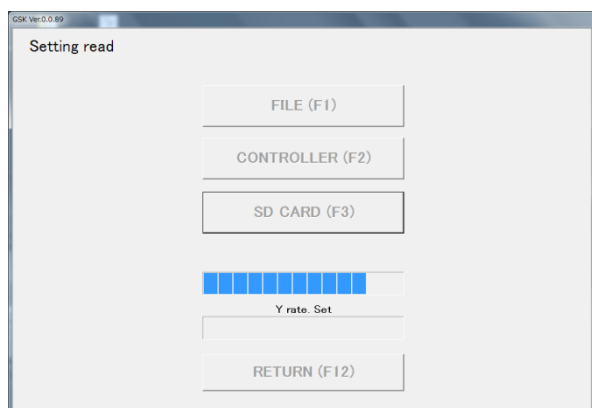 GSK Ver.0.0.89
Setting read
FILE (F1)
CONTROLLER (F2)
SD CARD (F3)
Y rate. Set
RETURN (F12)